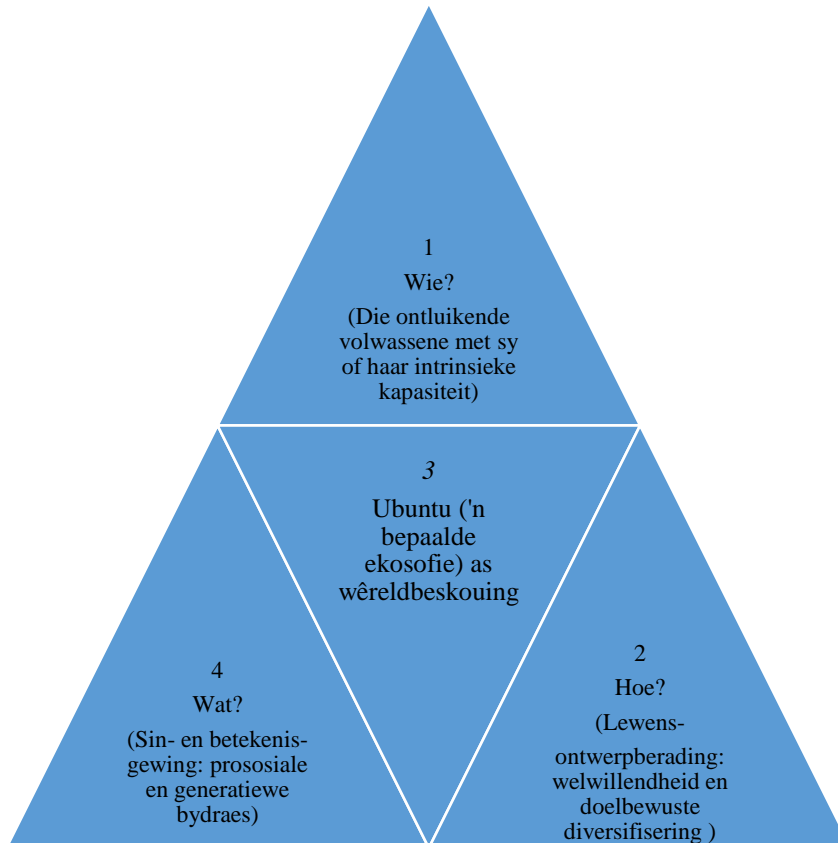 1
Wie?
(Die ontluikende
volwassene met sy
of haar intrinsieke
kapasiteit)
3
Ubuntu ('n
bepaalde
ekosofie) as
wêreldbeskouing
4
Wat?
(Sin- en betekenis-
gewing: prososiale
en generatiewe
bydraes)
2
Hoe?
(Lewens-
ontwerpberading:
welwillendheid en
doelbewuste
diversifisering )